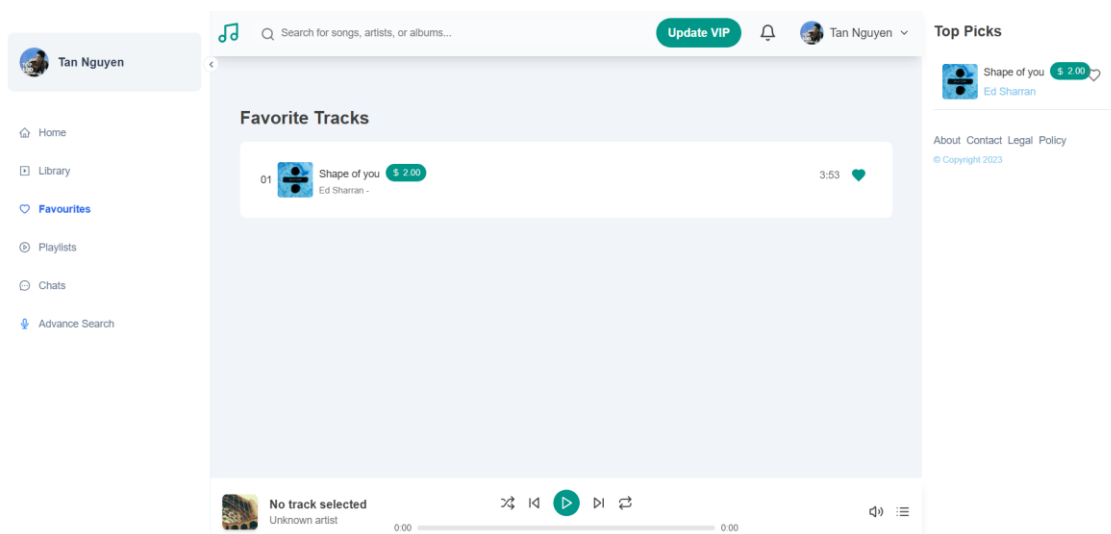 Tan Nguyen
Home
Library
Favourites
Playlists
Chats
Advance Search
Search for songs, artists, or albums...
Update VIP
Tan Nguyen
Favorite Tracks
01
Shape of you $ 2.00
Ed Sharran -
3:53
No track selected
Unknown artist
0:00
0:00
Top Picks
Shape of you $ 2.00
Ed Sharran
About Contact Legal Policy
© Copyright 2023